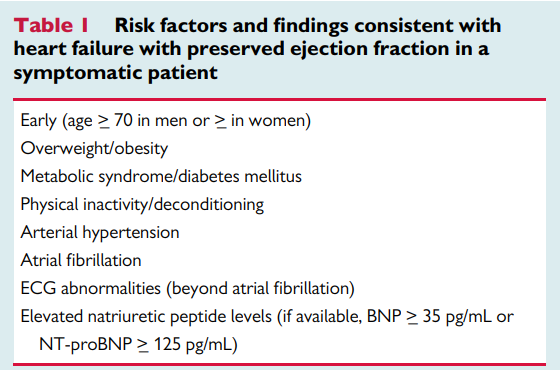 Table 1 Risk factors and findings consistent with
heart failure with preserved ejection fraction in a
symptomatic patient
Early (age ≥ 70 in men or ≥ in women)
Overweight/obesity
Metabolic syndrome/diabetes mellitus
Physical inactivity/deconditioning
Arterial hypertension
Atrial fibrillation
ECG abnormalities (beyond atrial fibrillation)
Elevated natriuretic peptide levels (if available, BNP ≥ 35 pg/mL or
NT-proBNP ≥ 125 pg/mL)